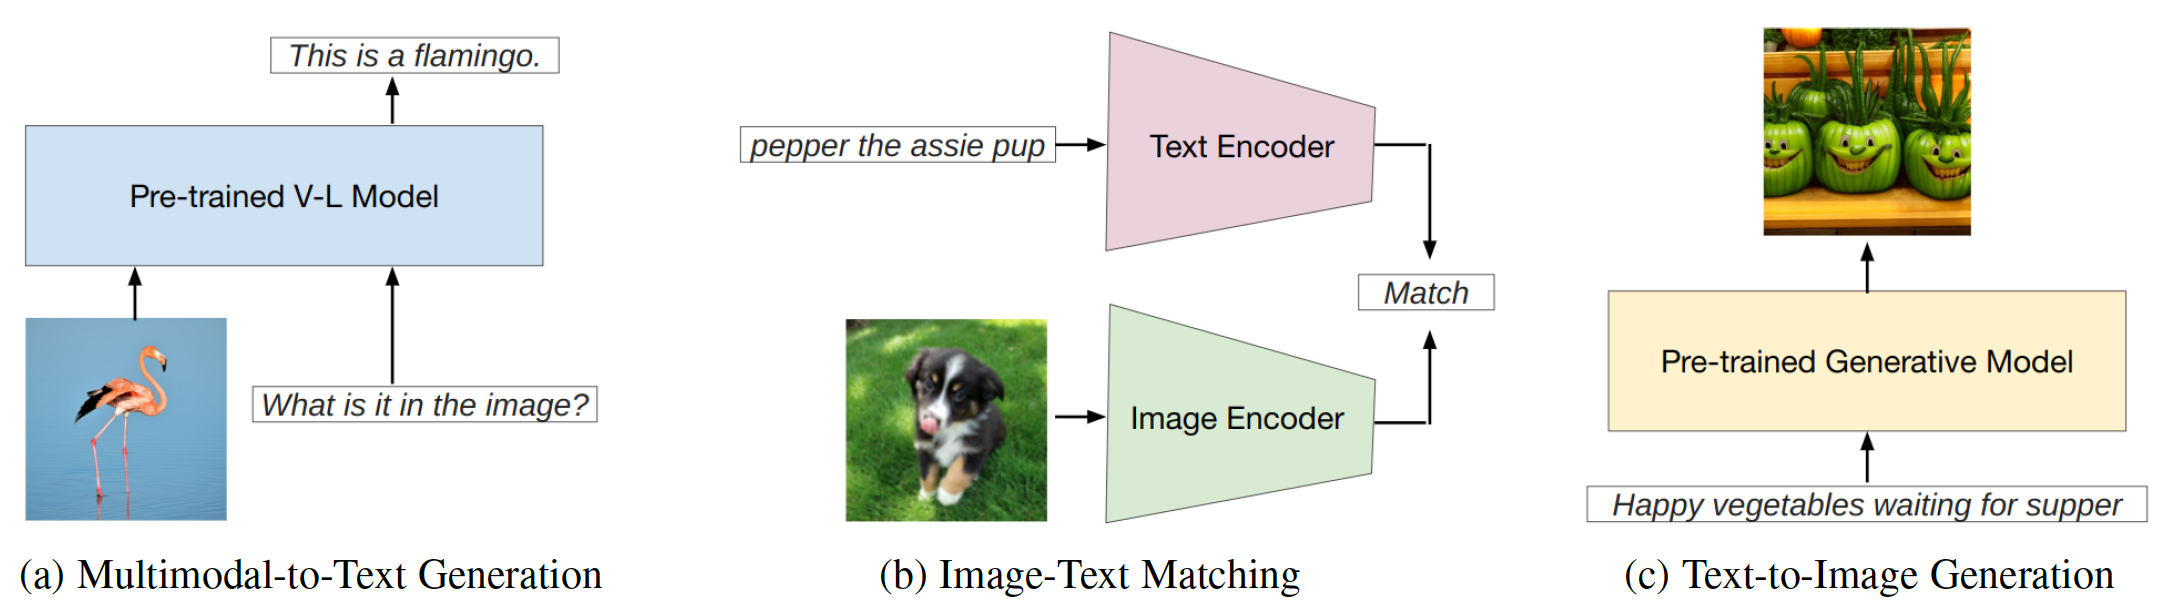 This is a flamingo.
Pre-trained V-L Model
What is it in the image?
(a) Multimodal-to-Text Generation
pepper the assie pup
Text Encoder
Match
Image Encoder
(b) Image-Text Matching
Pre-trained Generative Model
Happy vegetables waiting for supper
(c) Text-to-Image Generation